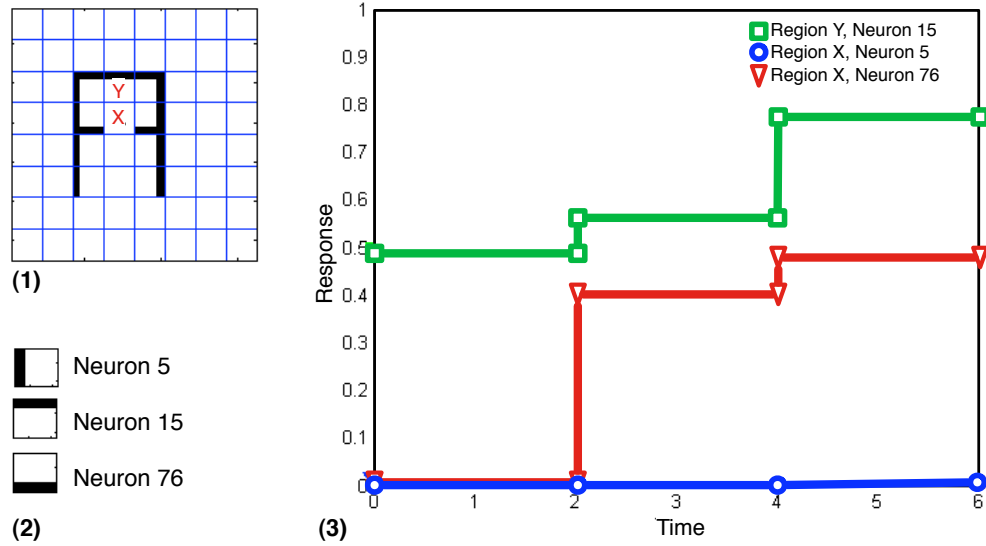 Y
X
(1)
Neuron 5
Neuron 15
Neuron 76
(2)
Region Y, Neuron 15
Region X, Neuron 5
Region X, Neuron 76
1
0.9
0.8
0.7
0.6
0.5
0.4
0.3
0.2
0.1
0
Response
0 1 2 3 4 5 6
Time
(3)